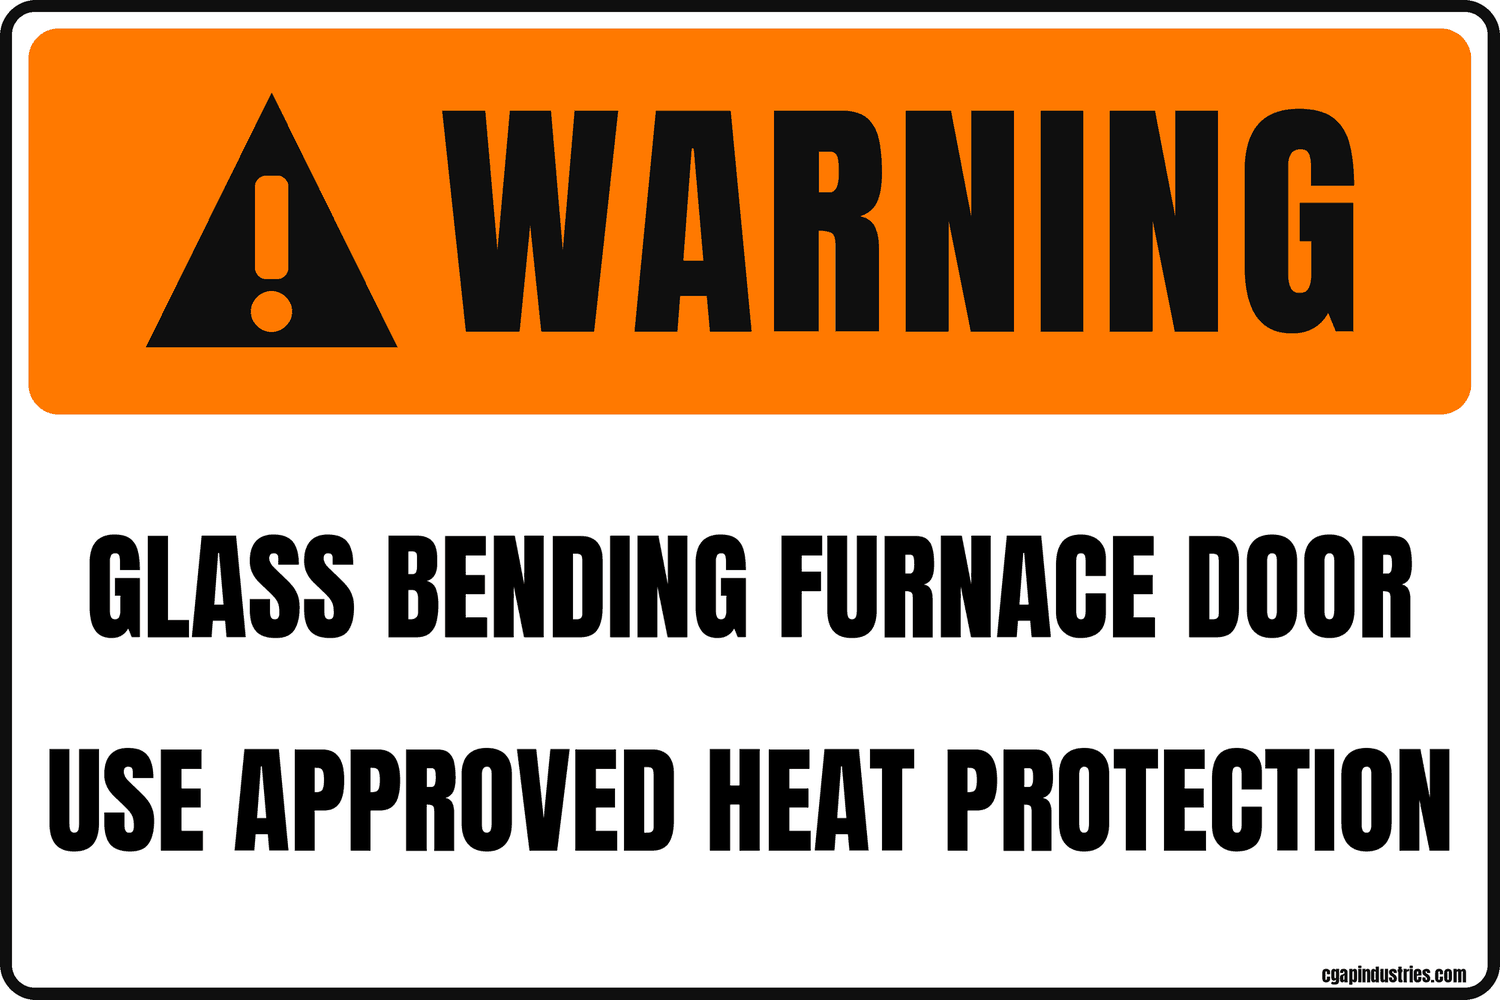 WARNING
GLASS BENDING FURNACE DOOR
USE APPROVED HEAT PROTECTION
cgapindustries.com